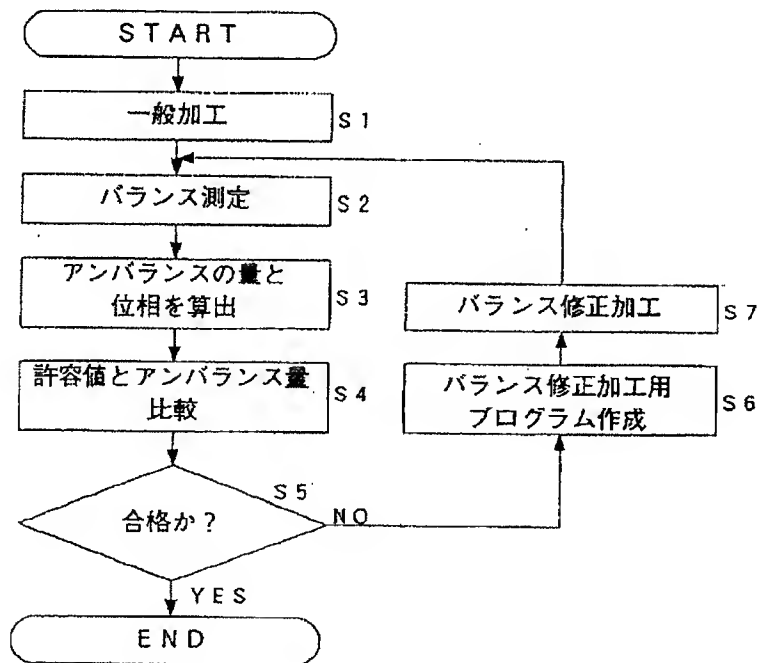 START
一般加工
S1
バランス測定
S2
アンバランスの量と
位相を算出
S3
許容値とアンバランス量
比較
S4
合格か？
S5
NO
YES
END
バランス修正加工用
プログラム作成
S6
バランス修正加工
S7